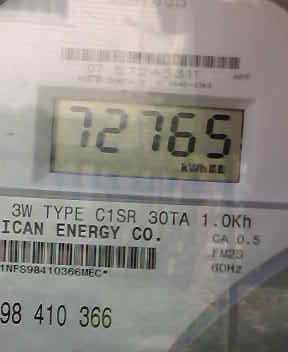 72765
kWh
3W TYPE C1SR 30TA 1.0Kh
ICAN ENERGY CO.
CA 0.5
FM2S
60Hz
1NFS98410366MEC*
98 410 366